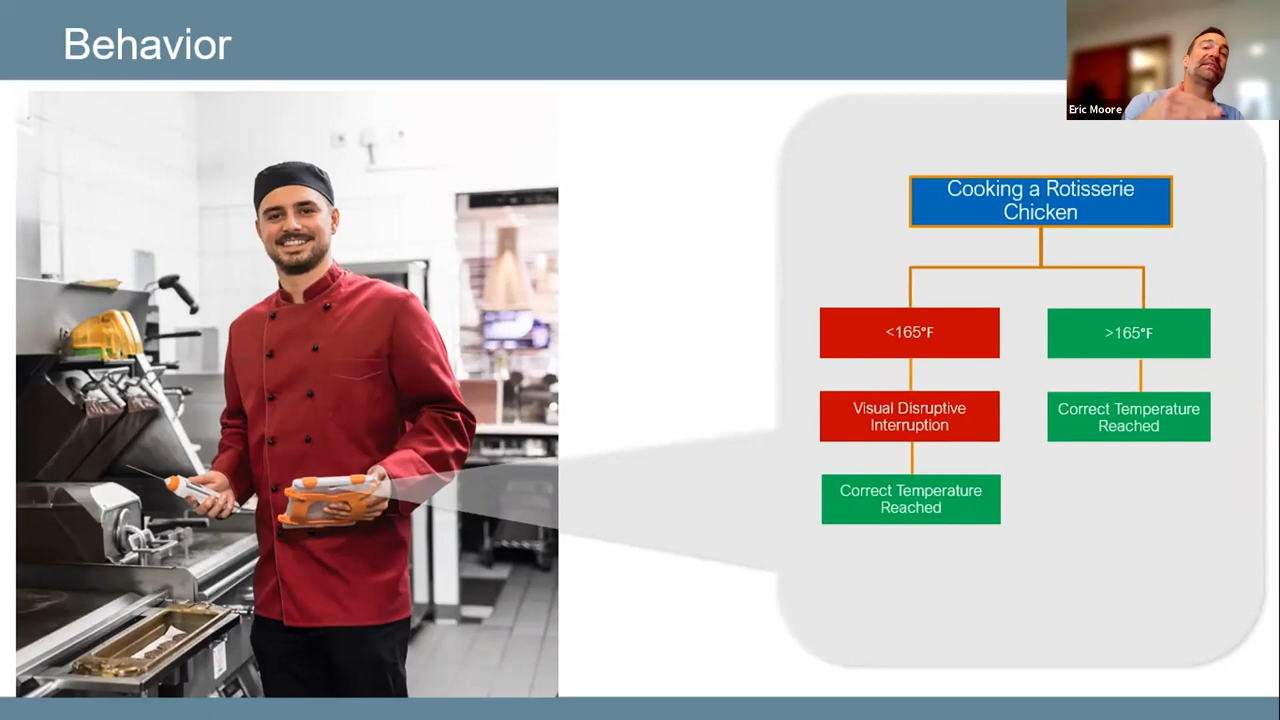 Behavior
Eric Moore
Cooking a Rotisserie
Chicken
<165°F
>165°F
Visual Disruptive
Interruption
Correct Temperature
Reached
Correct Temperature
Reached